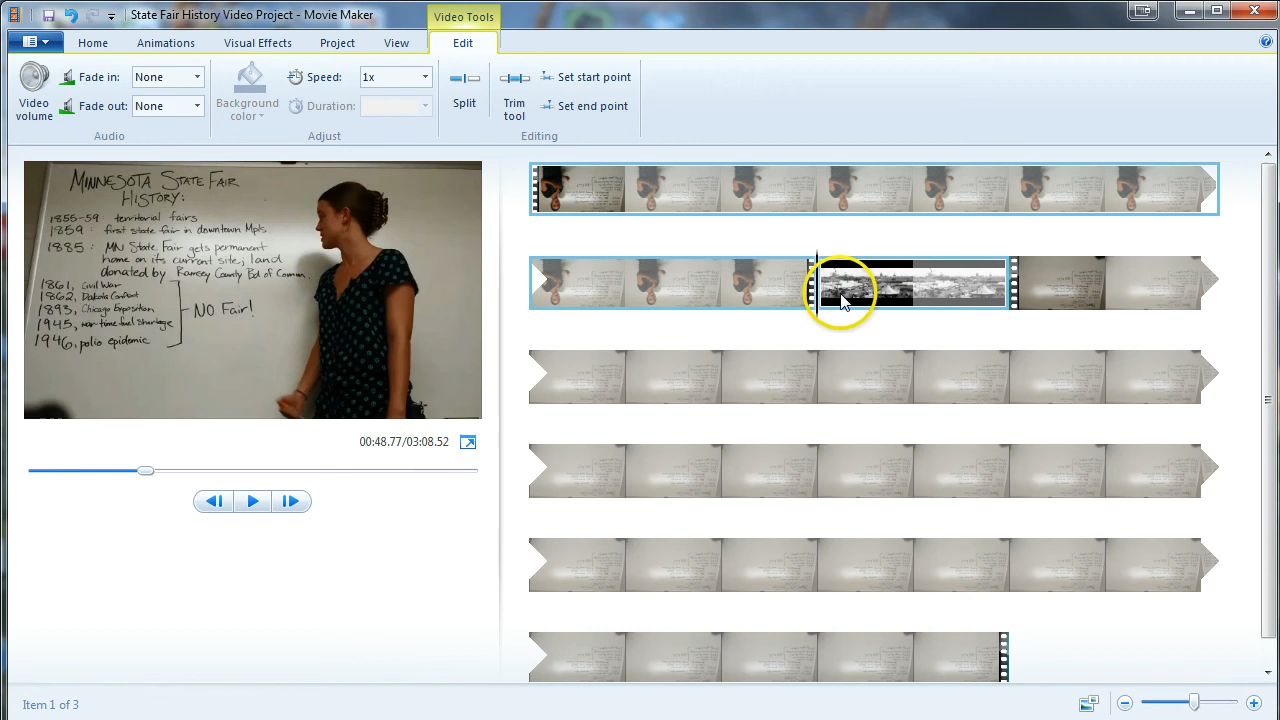 State Fair History Video Project - Movie Maker
Video Tools
Home
Animations
Visual Effects
Project
View
Edit
Video volume
Fade in: None
Fade out: None
Audio
Background color
Speed: 1x
Duration:
Adjust
Split
Trim tool
Set start point
Set end point
Editing
MINNESOTA STATE FAIR
HISTORY:
1855-59 territorial fairs
1859: first state fair in downtown Mpls
1885: MN State Fair gets permanent
home on its current site, land
donated by Ramsey County Bd of Comm.
1861, Civil War
1862, Dakota Conflict
1893, Chicago Exposition
1945, war-time fuel shortage
1946, polio epidemic
NO Fair!
00:48.77/03:08.52
Item 1 of 3